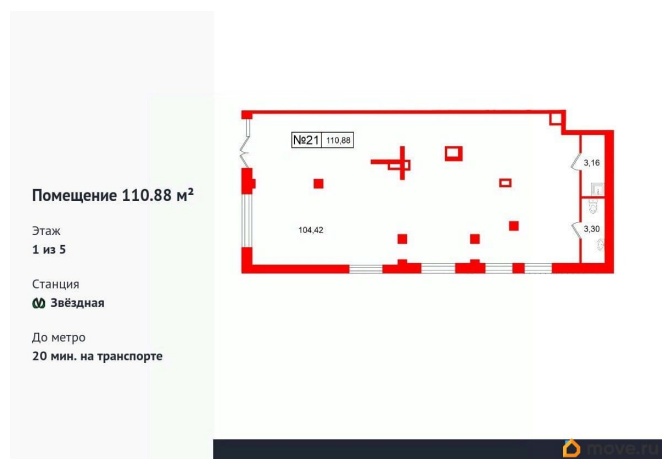 Помещение 110.88 м²
Этаж
1 из 5
Станция
Звёздная
До метро
20 мин. на транспорте
№21 110,88
3,16
104,42
3,30
move.ru